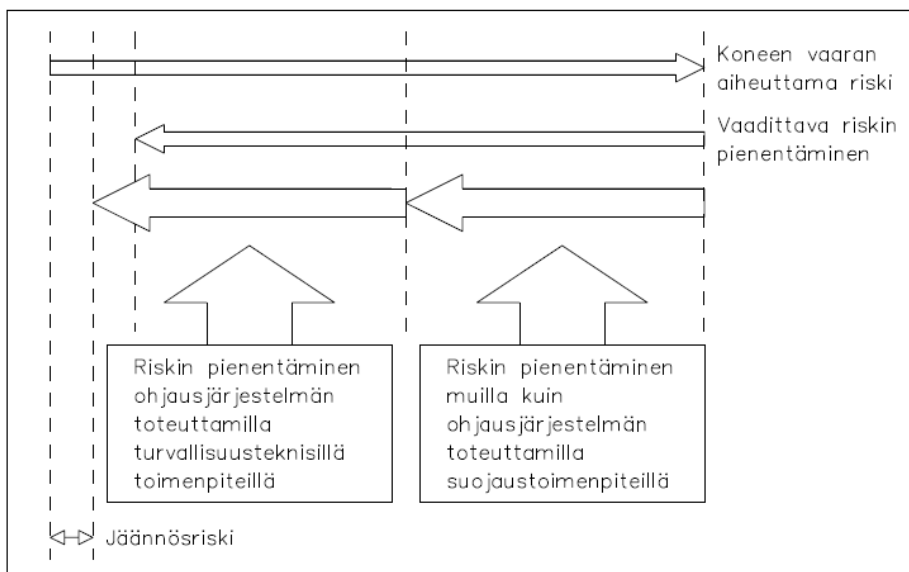 Koneen vaaran
aiheuttama riski
Vaadittava riskin
pienentäminen
Riskin pienentäminen
ohjausjärjestelmän
toteuttamilla
turvallisuusteknisillä
toimenpiteillä
Riskin pienentäminen
muilla kuin
ohjausjärjestelmän
toteuttamilla
suojaustoimenpiteillä
Jäännösriski